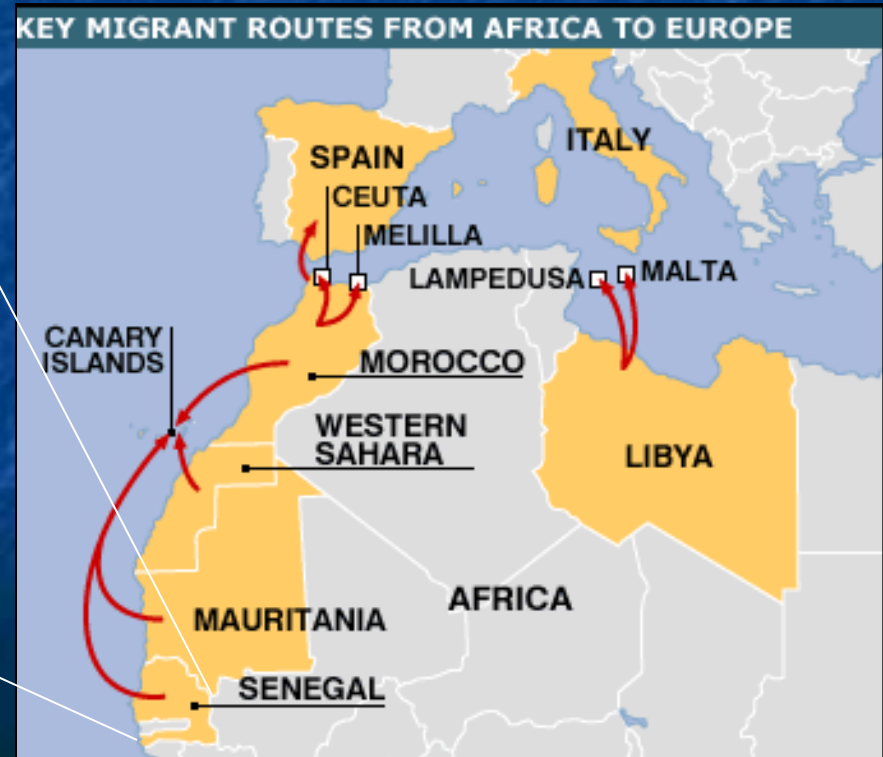 KEY MIGRANT ROUTES FROM AFRICA TO EUROPE
ITALY
SPAIN
CEUTA
MELILLA
LAMPEDUSA
MALTA
CANARY
ISLANDS
MOROCCO
WESTERN
SAHARA
LIBYA
AFRICA
MAURITANIA
SENEGAL